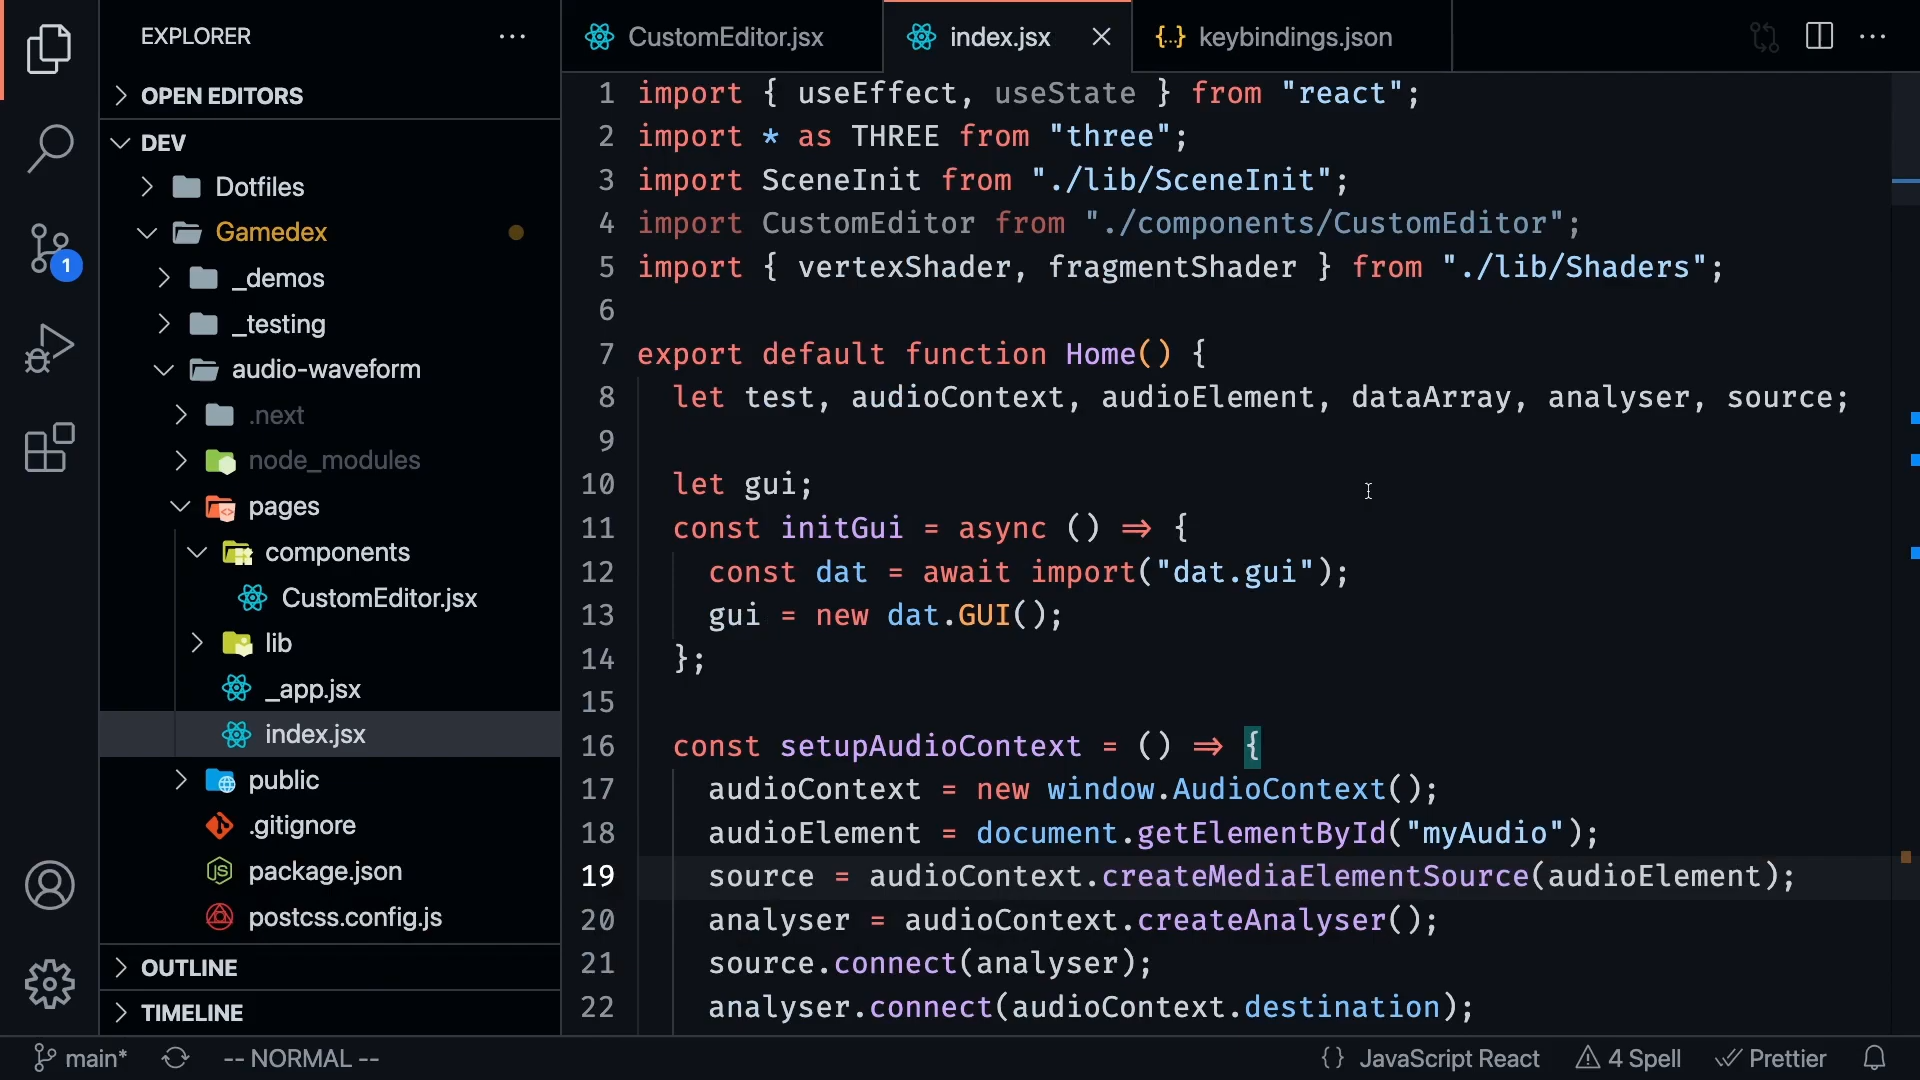 EXPLORER
CustomEditor.jsx
index.jsx
{..} keybindings.json
OPEN EDITORS
DEV
Dotfiles
Gamedex
_demos
_testing
audio-waveform
.next
node_modules
pages
components
CustomEditor.jsx
lib
_app.jsx
index.jsx
public
.gitignore
package.json
postcss.config.js
OUTLINE
TIMELINE
1
1 import { useEffect, useState } from "react";
2 import * as THREE from "three";
3 import SceneInit from "./lib/SceneInit";
4 import CustomEditor from "./components/CustomEditor";
5 import { vertexShader, fragmentShader } from "./lib/Shaders";
6
7 export default function Home() {
8 let test, audioContext, audioElement, dataArray, analyser, source;
9
10 let gui;
11 const initGui = async () => {
12 const dat = await import("dat.gui");
13 gui = new dat.GUI();
14 };
15
16 const setupAudioContext = () => {
17 audioContext = new window.AudioContext();
18 audioElement = document.getElementById("myAudio");
19 source = audioContext.createMediaElementSource(audioElement);
20 analyser = audioContext.createAnalyser();
21 source.connect(analyser);
22 analyser.connect(audioContext.destination);
main* -- NORMAL -- {} JavaScript React 4 Spell Prettier